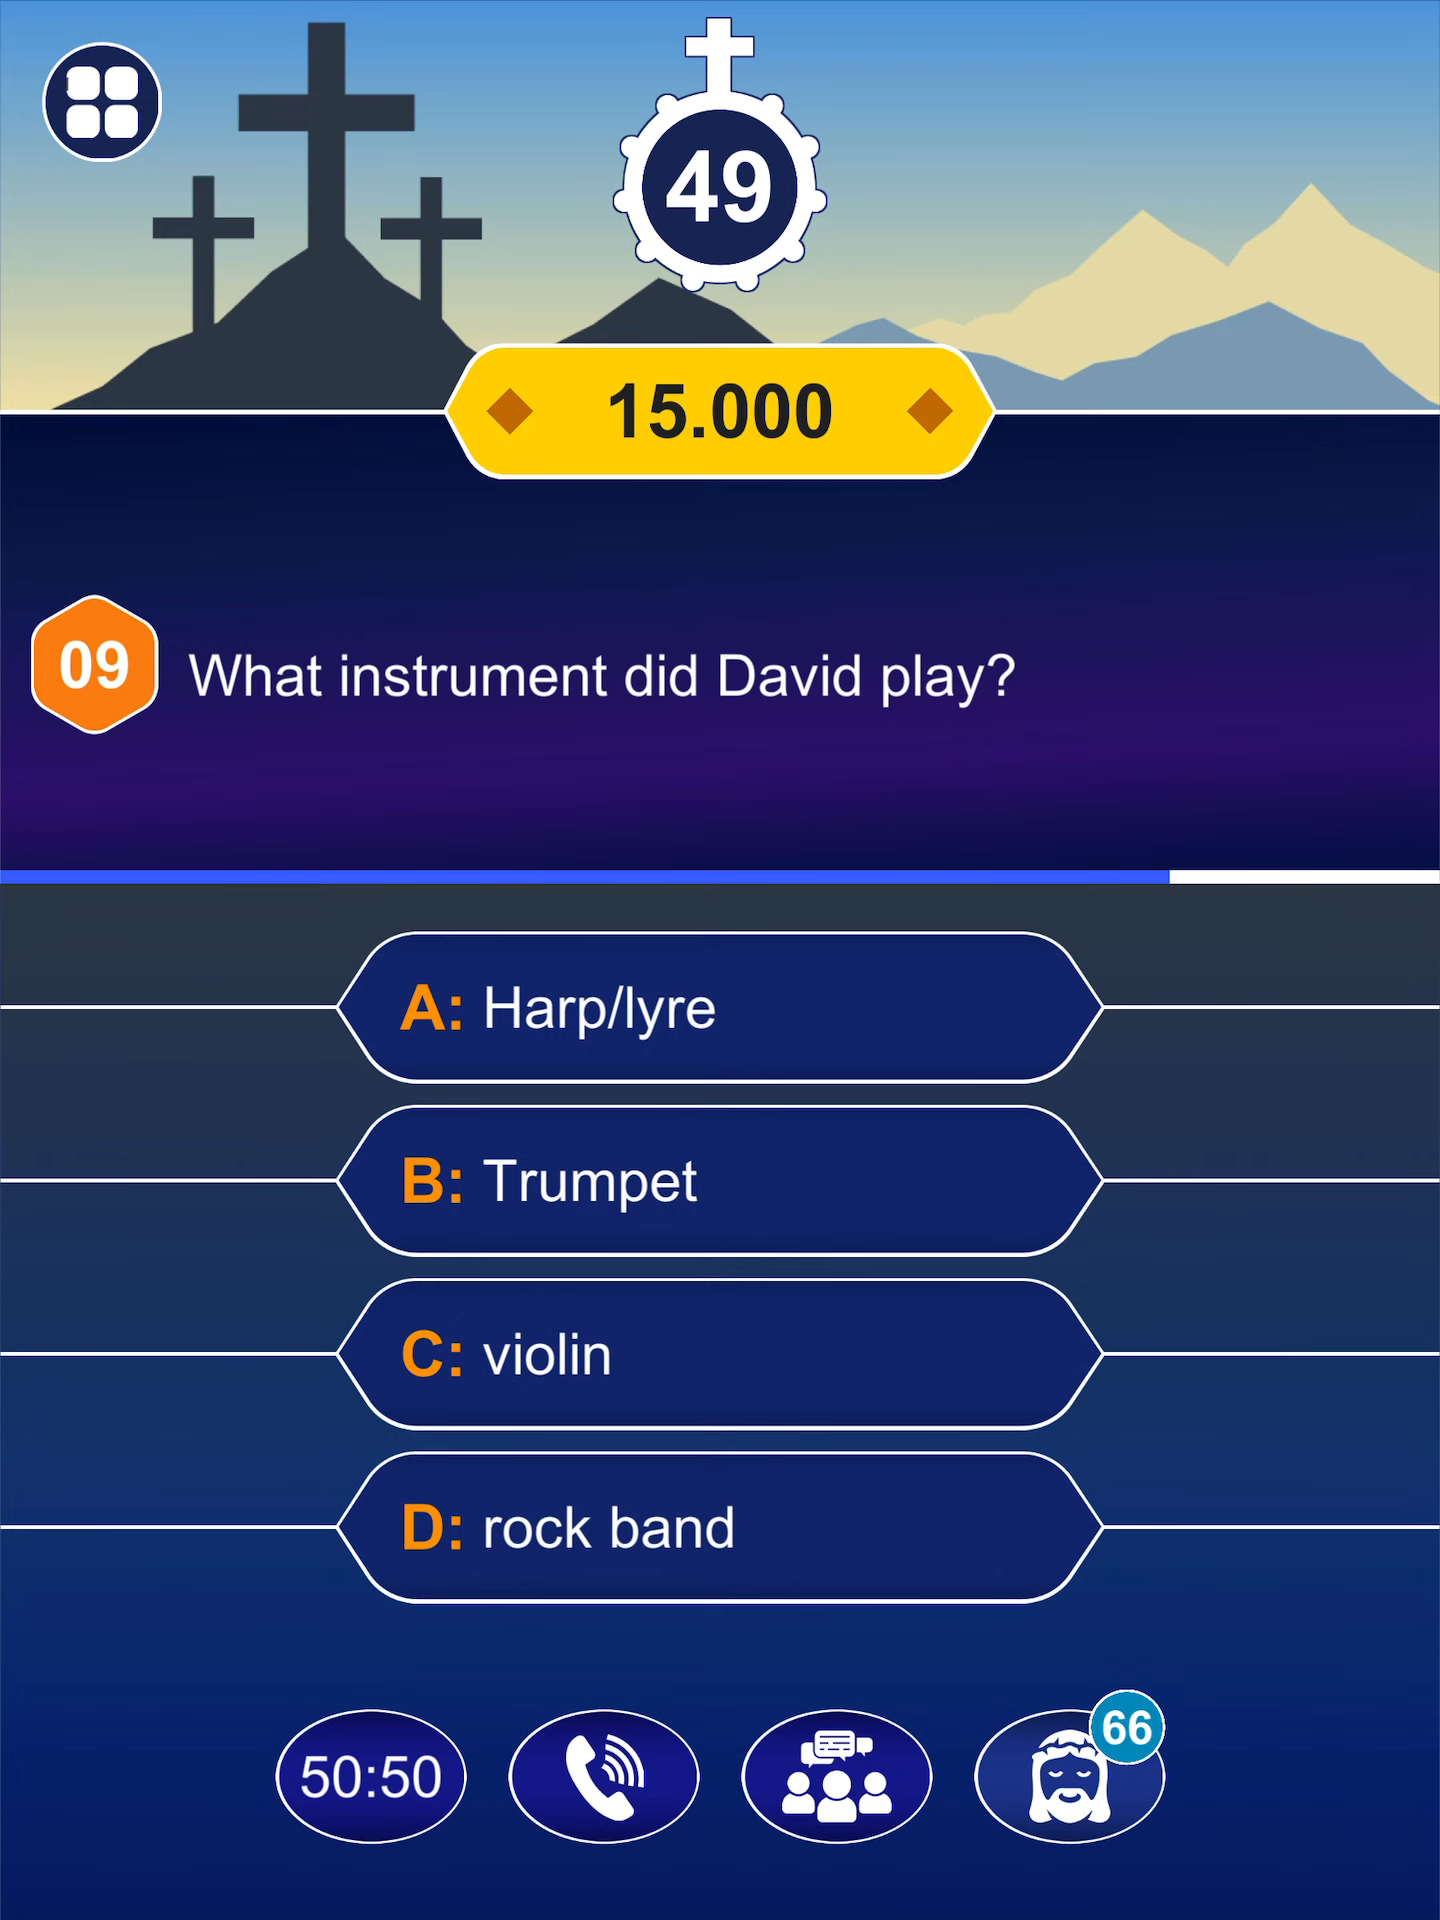 49
15.000
09
What instrument did David play?
A: Harp/lyre
B: Trumpet
C: violin
D: rock band
50:50
66